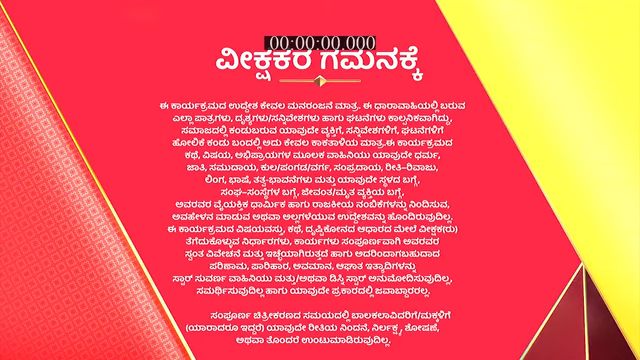 00:00:00.000
ವೀಕ್ಷಕರ ಗಮನಕ್ಕೆ
ಈ ಕಾರ್ಯಕ್ರಮದ ಉದ್ದೇಶ ಕೇವಲ ಮನರಂಜನೆ ಮಾತ್ರ. ಈ ಧಾರಾವಾಹಿಯಲ್ಲಿ ಬರುವ
ಎಲ್ಲಾ ಪಾತ್ರಗಳು, ದೃಶ್ಯಗಳು/ಸನ್ನಿವೇಶಗಳು ಹಾಗು ಘಟನೆಗಳು ಕಾಲ್ಪನಿಕವಾಗಿದ್ದು,
ಸಮಾಜದಲ್ಲಿ ಕಂಡುಬರುವ ಯಾವುದೇ ವ್ಯಕ್ತಿಗೆ, ಸನ್ನಿವೇಶಗಳಿಗೆ, ಘಟನೆಗಳಿಗೆ
ಹೋಲಿಕೆ ಕಂಡು ಬಂದಲ್ಲಿ ಅದು ಕೇವಲ ಕಾಕತಾಳಿಯ ಮಾತ್ರ.ಈ ಕಾರ್ಯಕ್ರಮದ
ಕಥೆ, ವಿಷಯ, ಅಭಿಪ್ರಾಯಗಳ ಮೂಲಕ ವಾಹಿನಿಯು ಯಾವುದೇ ಧರ್ಮ,
ಜಾತಿ, ಸಮುದಾಯ, ಕುಲ/ಪಂಗಡ/ವರ್ಗ, ಸಂಪ್ರದಾಯ, ರೀತಿ-ರಿವಾಜು,
ಲಿಂಗ, ಭಾಷೆ, ತತ್ವ-ಭಾವನೆಗಳು ಮತ್ತು ಯಾವುದೇ ಸ್ಥಳದ ಬಗ್ಗೆ,
ಸಂಘ-ಸಂಸ್ಥೆಗಳ ಬಗ್ಗೆ, ಜೀವಂತ/ಮೃತ ವ್ಯಕ್ತಿಯ ಬಗ್ಗೆ,
ಅವರವರ ವೈಯಕ್ತಿಕ ಧಾರ್ಮಿಕ ಹಾಗು ರಾಜಕೀಯ ನಂಬಿಕೆಗಳನ್ನು ನಿಂದಿಸುವ,
ಅವಹೇಳನ ಮಾಡುವ ಅಥವಾ ಅಲ್ಲಗಳೆಯುವ ಉದ್ದೇಶವನ್ನು ಹೊಂದಿರುವುದಿಲ್ಲ.
ಈ ಕಾರ್ಯಕ್ರಮದ ವಿಷಯವಸ್ತು, ಕಥೆ, ದೃಷ್ಟಿಕೋನದ ಆಧಾರದ ಮೇಲೆ ವೀಕ್ಷಕ(ರು)
ತೆಗೆದುಕೊಳ್ಳುವ ನಿರ್ಧಾರಗಳು, ಕಾರ್ಯಗಳು ಸಂಪೂರ್ಣವಾಗಿ ಅವರವರ
ಸ್ವಂತ ವಿವೇಚನೆ ಮತ್ತು ಇಚ್ಛೆಯಾಗಿರುತ್ತದೆ ಹಾಗು ಅದರಿಂದಾಗಬಹುದಾದ
ಪರಿಣಾಮ, ಪಾರಿಹಾರ, ಅವಮಾನ, ಆಘಾತ ಇತ್ಯಾದಿಗಳನ್ನು
ಸ್ಟಾರ್ ಸುವರ್ಣ ವಾಹಿನಿಯು ಮತ್ತು/ಅಥವಾ ಡಿಸ್ನಿ ಸ್ಟಾರ್ ಅನುಮೋದಿಸುವುದಿಲ್ಲ,
ಸಮರ್ಥಿಸುವುದಿಲ್ಲ ಹಾಗು ಯಾವುದೇ ಪ್ರಕಾರದಲ್ಲಿ ಜವಾಬ್ದಾರರಲ್ಲ.
ಸಂಪೂರ್ಣ ಚಿತ್ರೀಕರಣದ ಸಮಯದಲ್ಲಿ ಬಾಲಕಲಾವಿದರಿಗೆ/ಮಕ್ಕಳಿಗೆ
(ಯಾರಾದರೂ ಇದ್ದರೆ) ಯಾವುದೇ ರೀತಿಯ ನಿಂದನೆ, ನಿರ್ಲಕ್ಷ್ಯ, ಶೋಷಣೆ,
ಅಥವಾ ತೊಂದರೆ ಉಂಟುಮಾಡಿರುವುದಿಲ್ಲ.